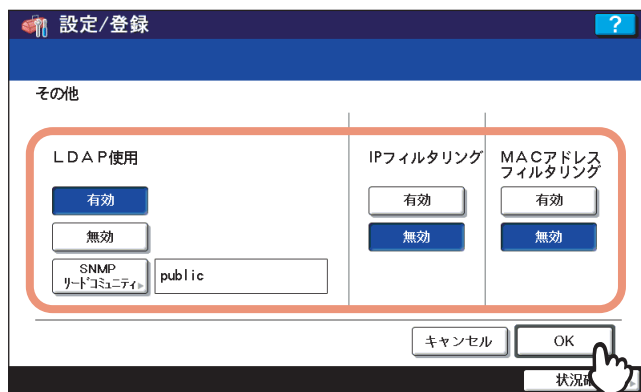 設定/登録
?
その他
LDAP使用
有効
無効
SNMP
リードコミュニティ
public
IPフィルタリング
有効
無効
MACアドレス
フィルタリング
有効
無効
キャンセル
OK
状況